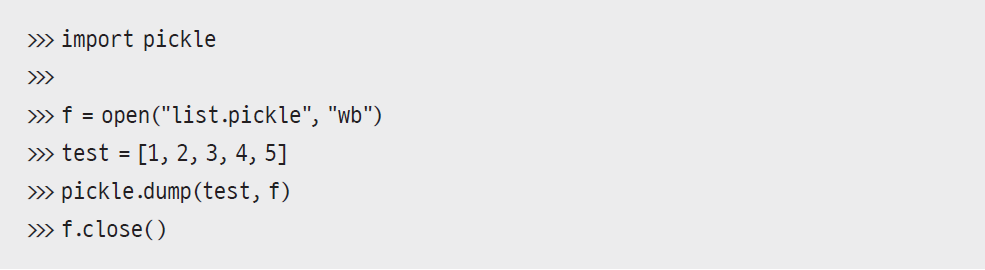 >>> import pickle
>>>
>>> f = open("list.pickle", "wb")
>>> test = [1, 2, 3, 4, 5]
>>> pickle.dump(test, f)
>>> f.close()